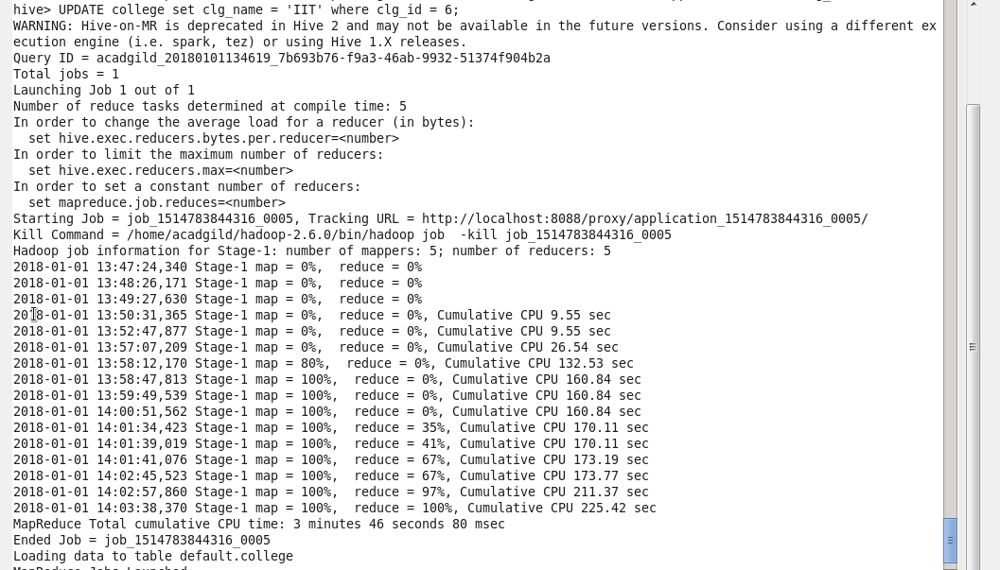 hive> UPDATE college set clg_name = 'IIT' where clg_id = 6;
WARNING: Hive-on-MR is deprecated in Hive 2 and may not be available in the future versions. Consider using a different ex
ecution engine (i.e. spark, tez) or using Hive 1.X releases.
Query ID = acadgild_20180101134619_7b693b76-f9a3-46ab-9932-51374f904b2a
Total jobs = 1
Launching Job 1 out of 1
Number of reduce tasks determined at compile time: 5
In order to change the average load for a reducer (in bytes):
  set hive.exec.reducers.bytes.per.reducer=<number>
In order to limit the maximum number of reducers:
  set hive.exec.reducers.max=<number>
In order to set a constant number of reducers:
  set mapreduce.job.reduces=<number>
Starting Job = job_1514783844316_0005, Tracking URL = http://localhost:8088/proxy/application_1514783844316_0005/
Kill Command = /home/acadgild/hadoop-2.6.0/bin/hadoop job  -kill job_1514783844316_0005
Hadoop job information for Stage-1: number of mappers: 5; number of reducers: 5
2018-01-01 13:47:24,340 Stage-1 map = 0%,  reduce = 0%
2018-01-01 13:48:26,171 Stage-1 map = 0%,  reduce = 0%
2018-01-01 13:49:27,630 Stage-1 map = 0%,  reduce = 0%
2018-01-01 13:50:31,365 Stage-1 map = 0%,  reduce = 0%, Cumulative CPU 9.55 sec
2018-01-01 13:52:47,877 Stage-1 map = 0%,  reduce = 0%, Cumulative CPU 9.55 sec
2018-01-01 13:57:07,209 Stage-1 map = 0%,  reduce = 0%, Cumulative CPU 26.54 sec
2018-01-01 13:58:12,170 Stage-1 map = 80%,  reduce = 0%, Cumulative CPU 132.53 sec
2018-01-01 13:58:47,813 Stage-1 map = 100%,  reduce = 0%, Cumulative CPU 160.84 sec
2018-01-01 13:59:49,539 Stage-1 map = 100%,  reduce = 0%, Cumulative CPU 160.84 sec
2018-01-01 14:00:51,562 Stage-1 map = 100%,  reduce = 0%, Cumulative CPU 160.84 sec
2018-01-01 14:01:34,423 Stage-1 map = 100%,  reduce = 35%, Cumulative CPU 170.11 sec
2018-01-01 14:01:39,019 Stage-1 map = 100%,  reduce = 41%, Cumulative CPU 170.11 sec
2018-01-01 14:01:41,076 Stage-1 map = 100%,  reduce = 67%, Cumulative CPU 173.19 sec
2018-01-01 14:02:45,523 Stage-1 map = 100%,  reduce = 67%, Cumulative CPU 173.77 sec
2018-01-01 14:02:57,860 Stage-1 map = 100%,  reduce = 97%, Cumulative CPU 211.37 sec
2018-01-01 14:03:38,370 Stage-1 map = 100%,  reduce = 100%, Cumulative CPU 225.42 sec
MapReduce Total cumulative CPU time: 3 minutes 46 seconds 80 msec
Ended Job = job_1514783844316_0005
Loading data to table default.college